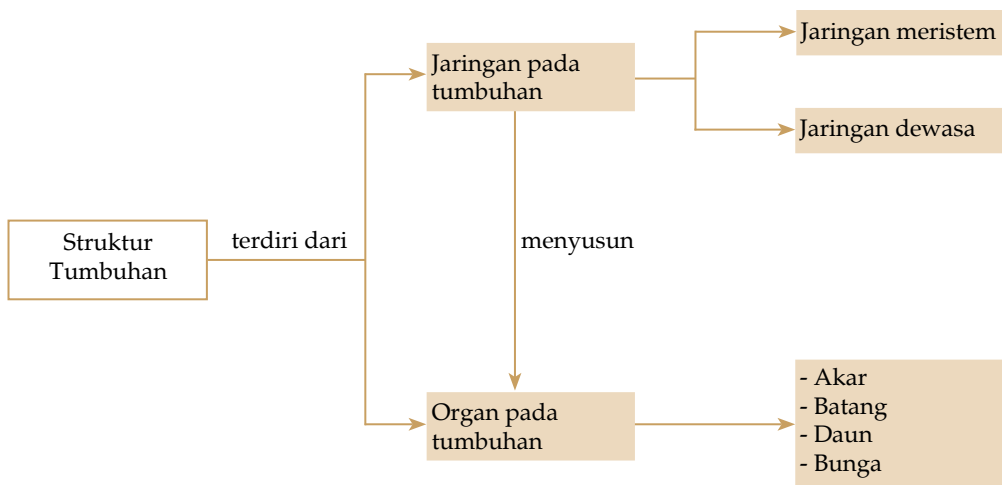 Struktur
Tumbuhan
terdiri dari
Jaringan pada
tumbuhan
Jaringan meristem
Jaringan dewasa
menyusun
Organ pada
tumbuhan
- Akar
- Batang
- Daun
- Bunga